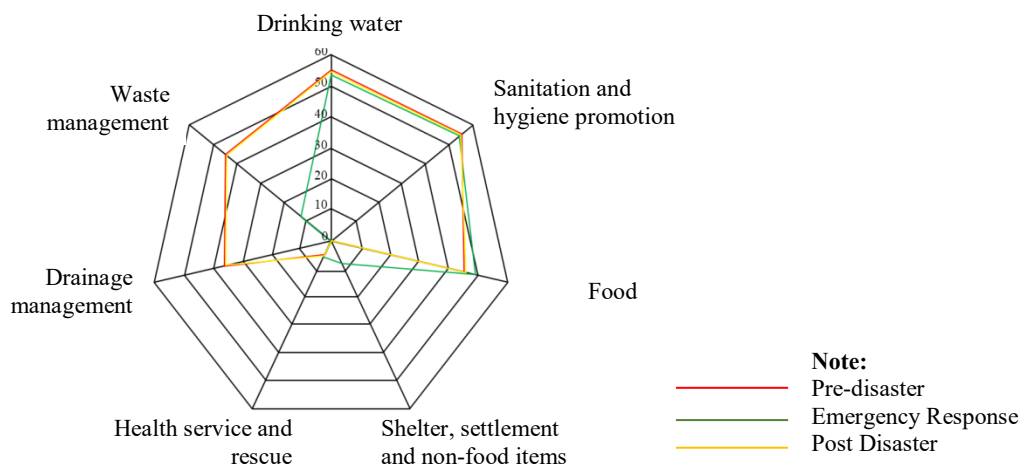 Drinking water
60
50
40
30
20
10
0
Waste
management
Sanitation and
hygiene promotion
Drainage
management
Food
Health service and
rescue
Shelter, settlement
and non-food items
Note:
Pre-disaster
Emergency Response
Post Disaster